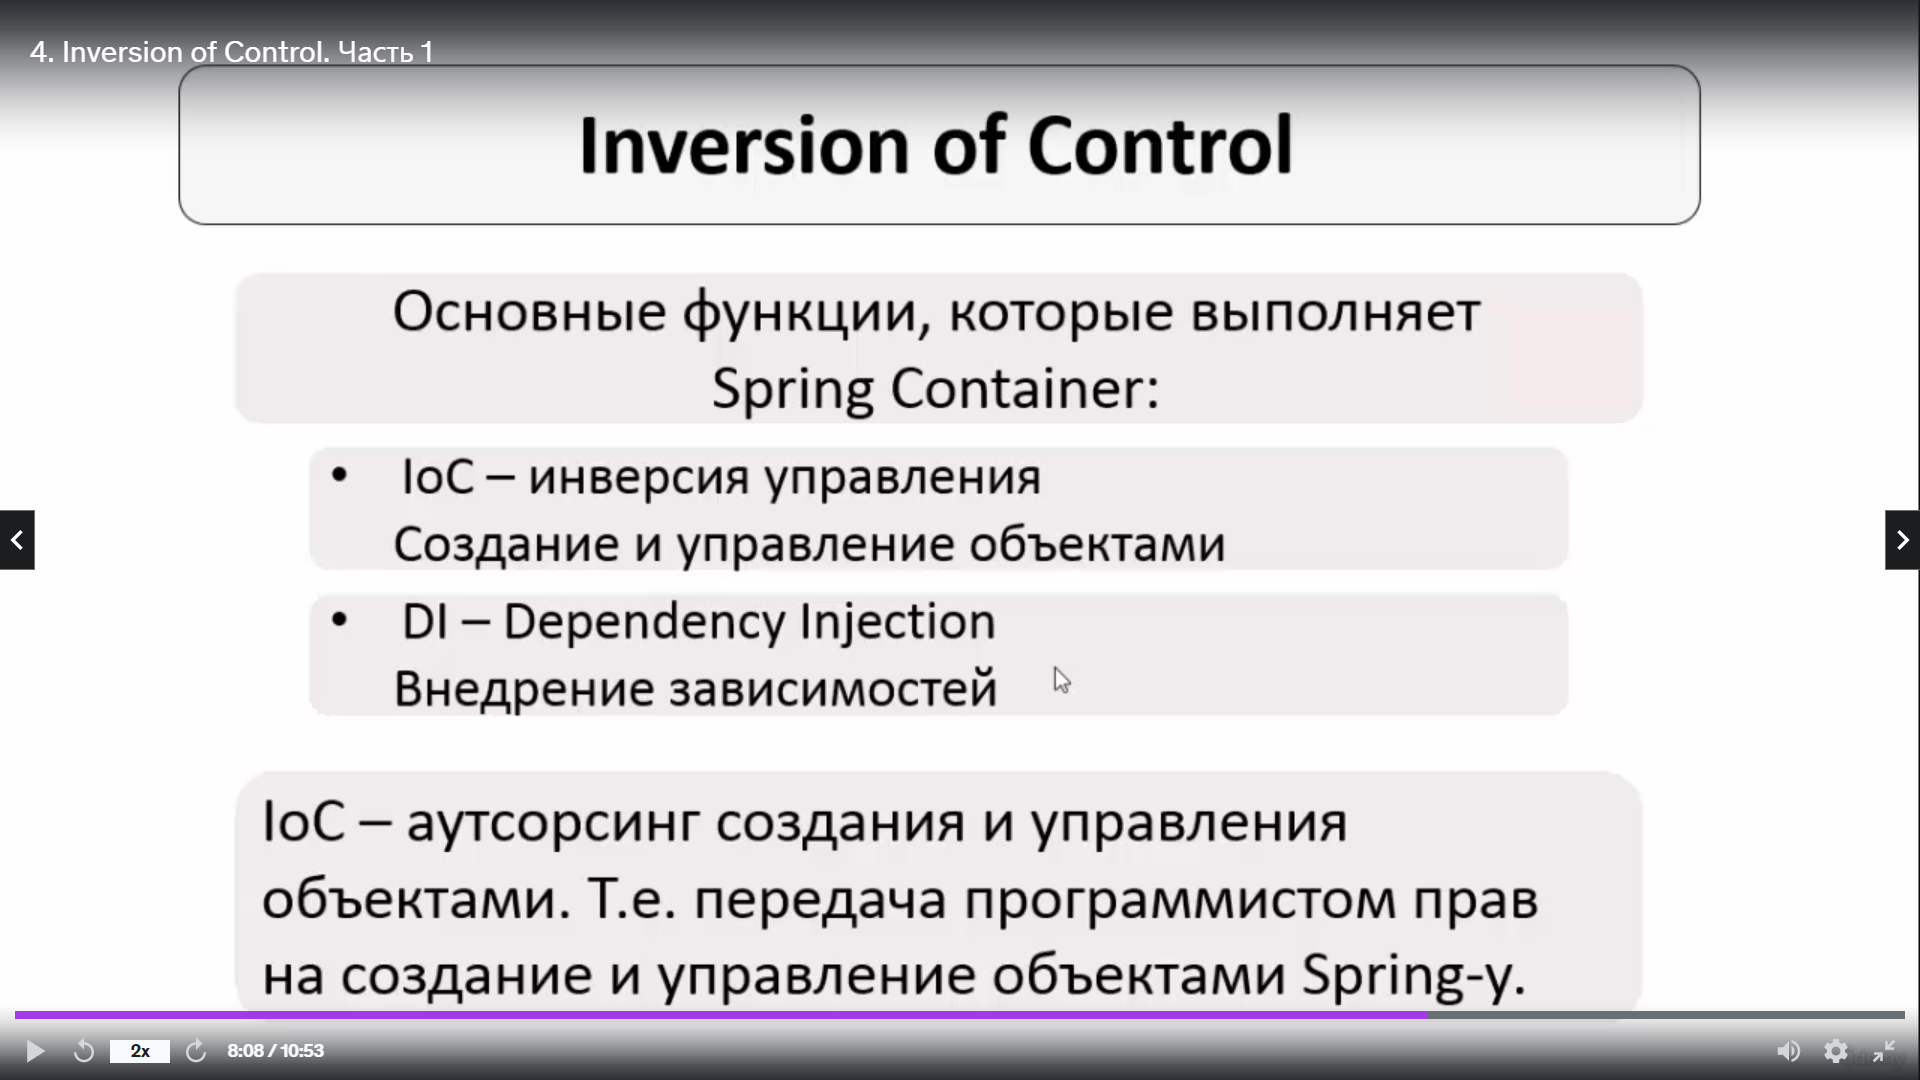 4. Inversion of Control. Часть 1
Inversion of Control
Основные функции, которые выполняет
Spring Container:
• IoC – инверсия управления
Создание и управление объектами
• DI – Dependency Injection
Внедрение зависимостей
IoC – аутсорсинг создания и управления
объектами. Т.е. передача программистом прав
на создание и управление объектами Spring-у.
2x
8:08 / 10:53